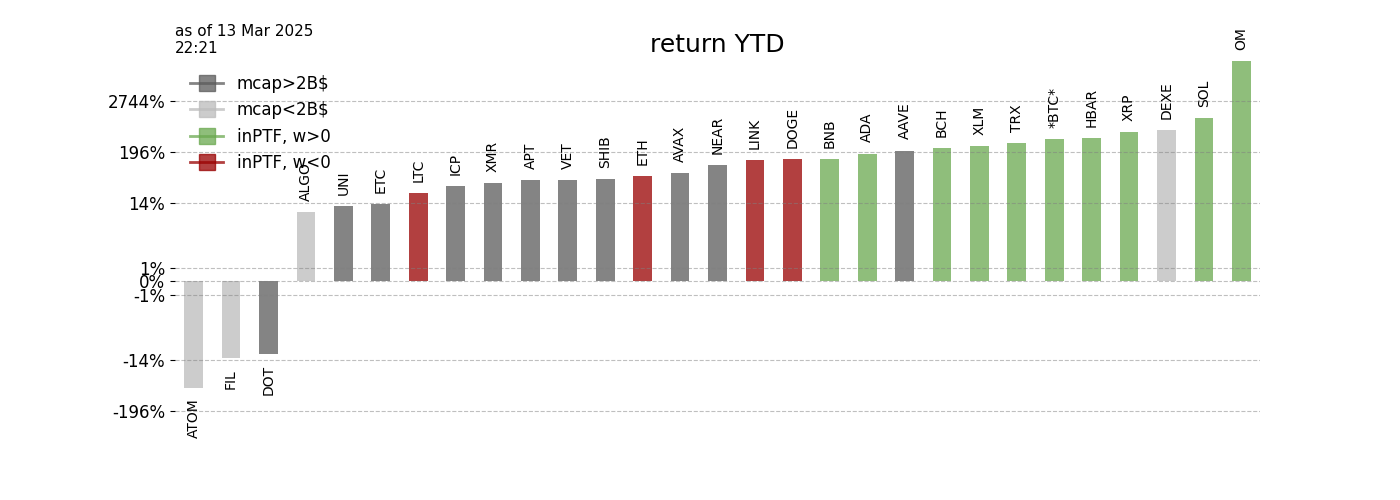 as of 13 Mar 2025
22:21
return YTD
mcap>2B$
mcap<2B$
inPTF, w>0
inPTF, w<0
2744%
196%
14%
1%
0%
-1%
-14%
-196%
ATOM
FIL
DOT
ALGO
UNI
ETC
LTC
ICP
XMR
APT
VET
SHIB
ETH
AVAX
NEAR
LINK
DOGE
BNB
ADA
AAVE
BCH
XLM
TRX
*BTC*
HBAR
XRP
DEXE
SOL
OM